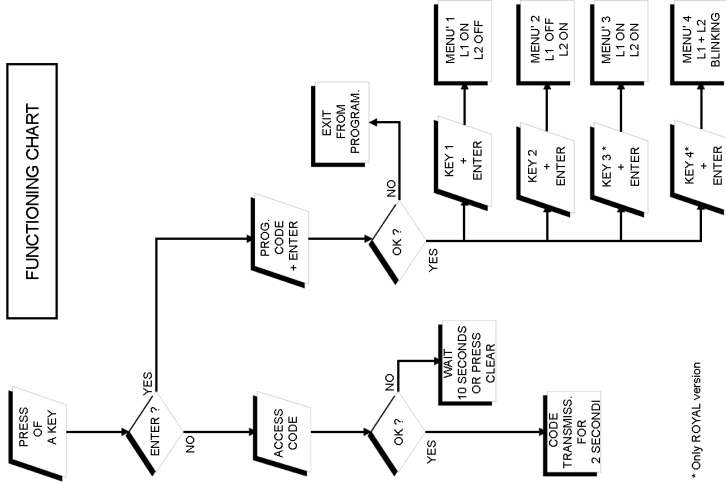 FUNCTIONING CHART
PRESS
OF
A KEY
ENTER ?
YES
NO
PROG.
CODE
+ ENTER
OK ?
NO
YES
EXIT
FROM
PROGRAM.
ACCESS
CODE
OK ?
NO
YES
WAIT
10 SECONDS
OR PRESS
CLEAR
CODE
TRANSMISS.
FOR
2 SECONDI
KEY 1
+
ENTER
MENU' 1
L1 ON
L2 OFF
KEY 2
+
ENTER
MENU' 2
L1 OFF
L2 ON
KEY 3 *
+
ENTER
MENU' 3
L1 ON
L2 ON
KEY 4*
+
ENTER
MENU' 4
L1 + L2
BLINKING
* Only ROYAL version